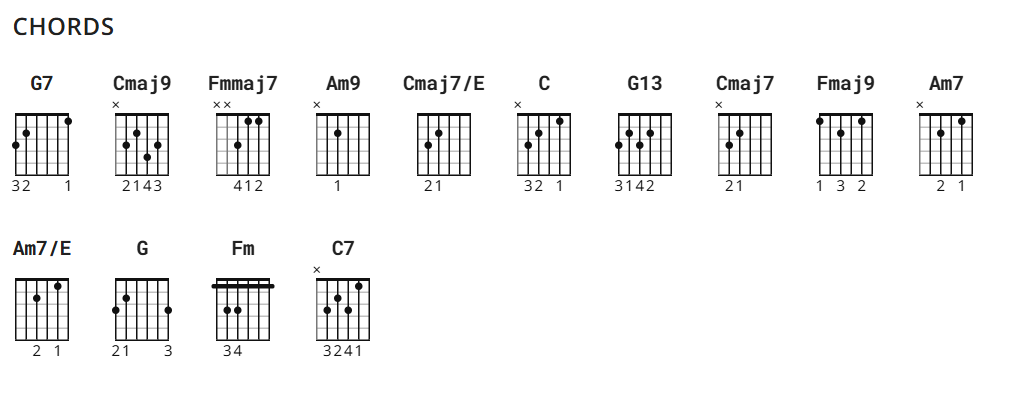 CHORDS
G7 Cmaj9 Fmmaj7 Am9 Cmaj7/E C G13 Cmaj7 Fmaj9 Am7
× ×× × × × ×
32 1 2143 412 1 21 32 1 3142 21 1 3 2 2 1
Am7/E G Fm C7
×
2 1 21 3 34 3241